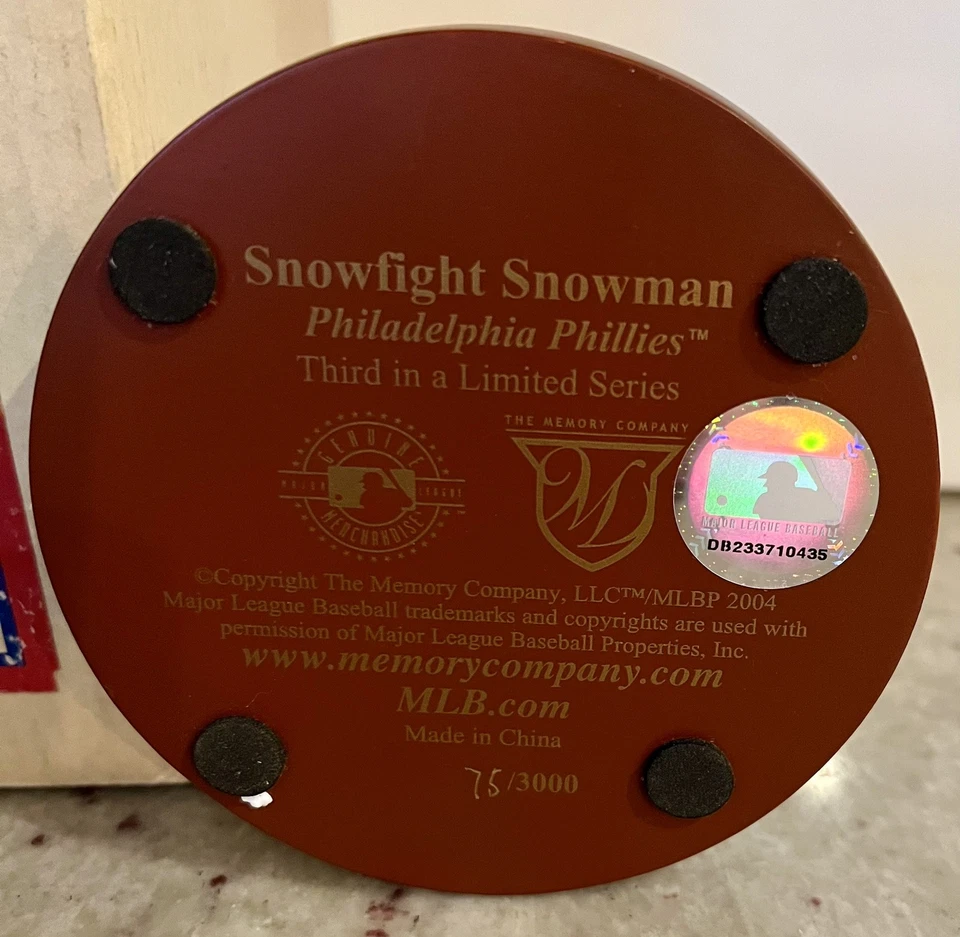 Snowfight Snowman
Philadelphia Phillies™
Third in a Limited Series
GENUINE
MAJOR LEAGUE
MERCHANDISE
THE MEMORY COMPANY
M
MAJOR LEAGUE BASEBALL
DB233710435
©Copyright The Memory Company, LLC™/MLBP 2004
Major League Baseball trademarks and copyrights are used with
permission of Major League Baseball Properties, Inc.
www.memorycompany.com
MLB.com
Made in China
75/3000